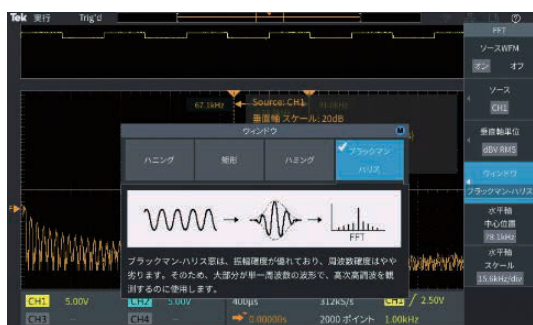 Tek 実行 Trig'd
FFT
ソースWFM
オン オフ
ソース
CH1
垂直軸単位
dBV RMS
ウィンドウ
ブラックマン-ハリス
水平軸
中心位置
78.1kHz
水平軸
スケール
15.6kHz/div
67.1kHz
Source: CH1
垂直軸 スケール: 20dB
ウィンドウ
ハニング 矩形 ハミング ブラックマン
ハリス
FFT
ブラックマン-ハリス窓は、振幅確度が優れており、周波数確度はやや
劣ります。そのため、大部分が単一周波数の波形で、高次高調波を観
測するのに使用します。
CH1 5.00V CH2 5.00V 400µs 312kS/s CH1 2.50V
CH3 CH4 0.00000s 2000 ポイント 1.00kHz